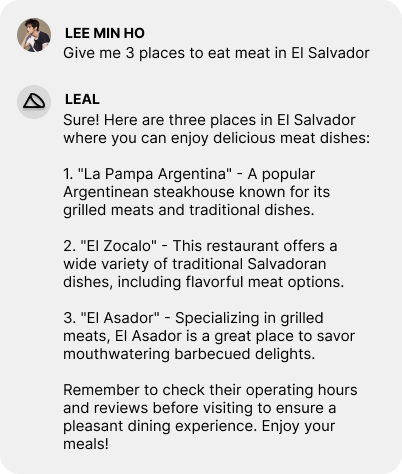 LEE MIN HO
Give me 3 places to eat meat in El Salvador
LEAL
Sure! Here are three places in El Salvador
where you can enjoy delicious meat dishes:
1. "La Pampa Argentina" - A popular
Argentinean steakhouse known for its
grilled meats and traditional dishes.
2. "El Zocalo" - This restaurant offers a
wide variety of traditional Salvadoran
dishes, including flavorful meat options.
3. "El Asador" - Specializing in grilled
meats, El Asador is a great place to savor
mouthwatering barbecued delights.
Remember to check their operating hours
and reviews before visiting to ensure a
pleasant dining experience. Enjoy your
meals!